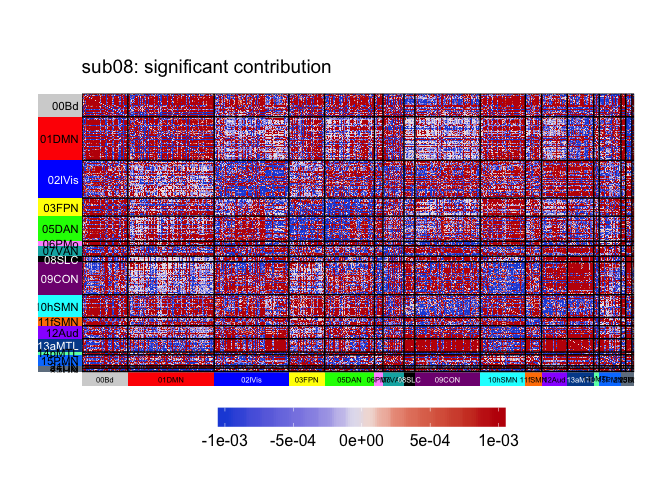 sub08: significant contribution
00Bd
01DMN
02lVis
03FPN
05DAN
06PMo
07VAN
08SLC
09CON
10hSMN
11fSMN
12Aud
13aMTL
15PMN
00Bd
01DMN
02lVis
03FPN
05DAN
08SLC
09CON
10hSMN
11fSMN
12Aud
13aMTL
-1e-03
-5e-04
0e+00
5e-04
1e-03